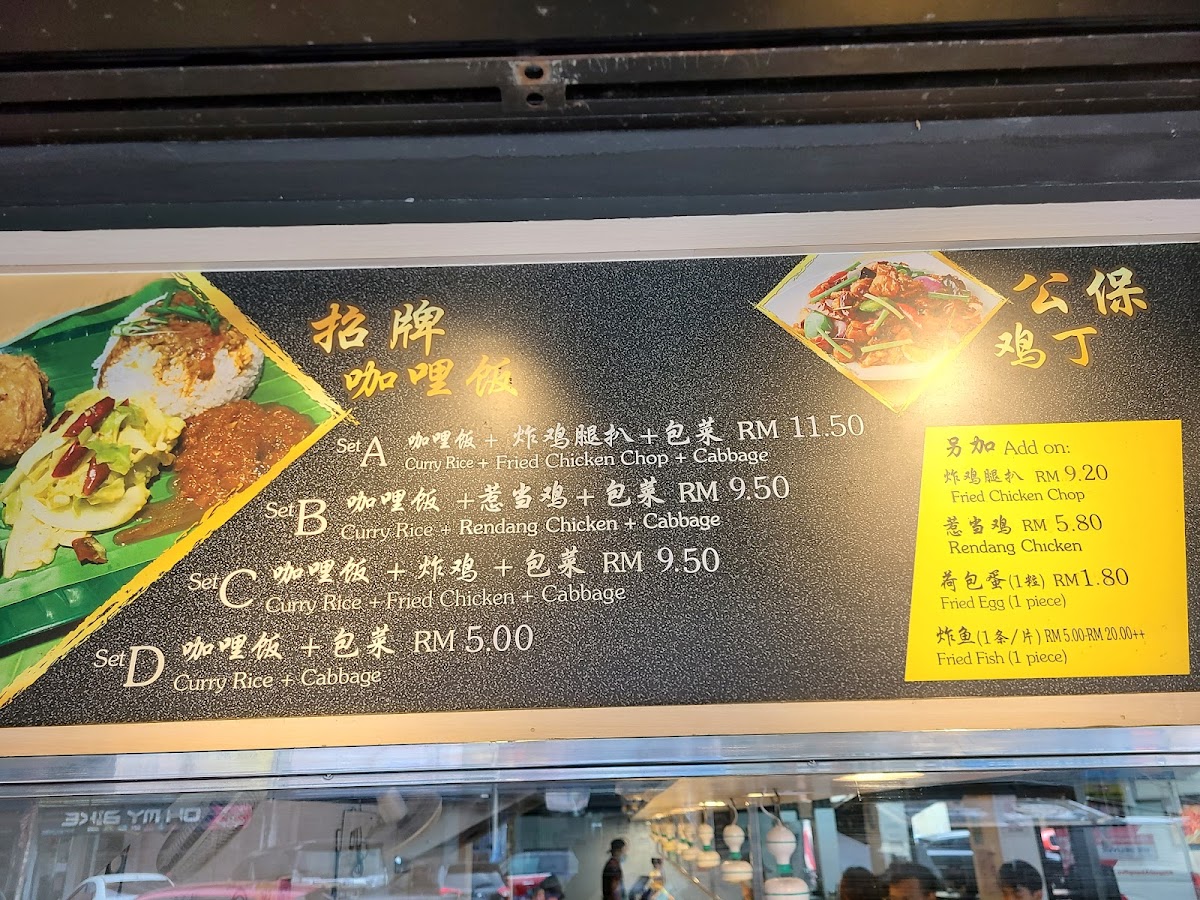 招牌
咖哩饭
Set A 咖哩饭 + 炸鸡腿扒 + 包菜 RM 11.50
Curry Rice + Fried Chicken Chop + Cabbage
Set B 咖哩饭 + 惹当鸡 + 包菜 RM 9.50
Curry Rice + Rendang Chicken + Cabbage
Set C 咖哩饭 + 炸鸡 + 包菜 RM 9.50
Curry Rice + Fried Chicken + Cabbage
Set D 咖哩饭 + 包菜 RM 5.00
Curry Rice + Cabbage
公保
鸡丁
另加 Add on:
炸鸡腿扒 RM 9.20
Fried Chicken Chop
惹当鸡 RM 5.80
Rendang Chicken
荷包蛋(1粒) RM 1.80
Fried Egg (1 piece)
炸鱼(1条/片) RM 5.00-RM 20.00++
Fried Fish (1 piece)